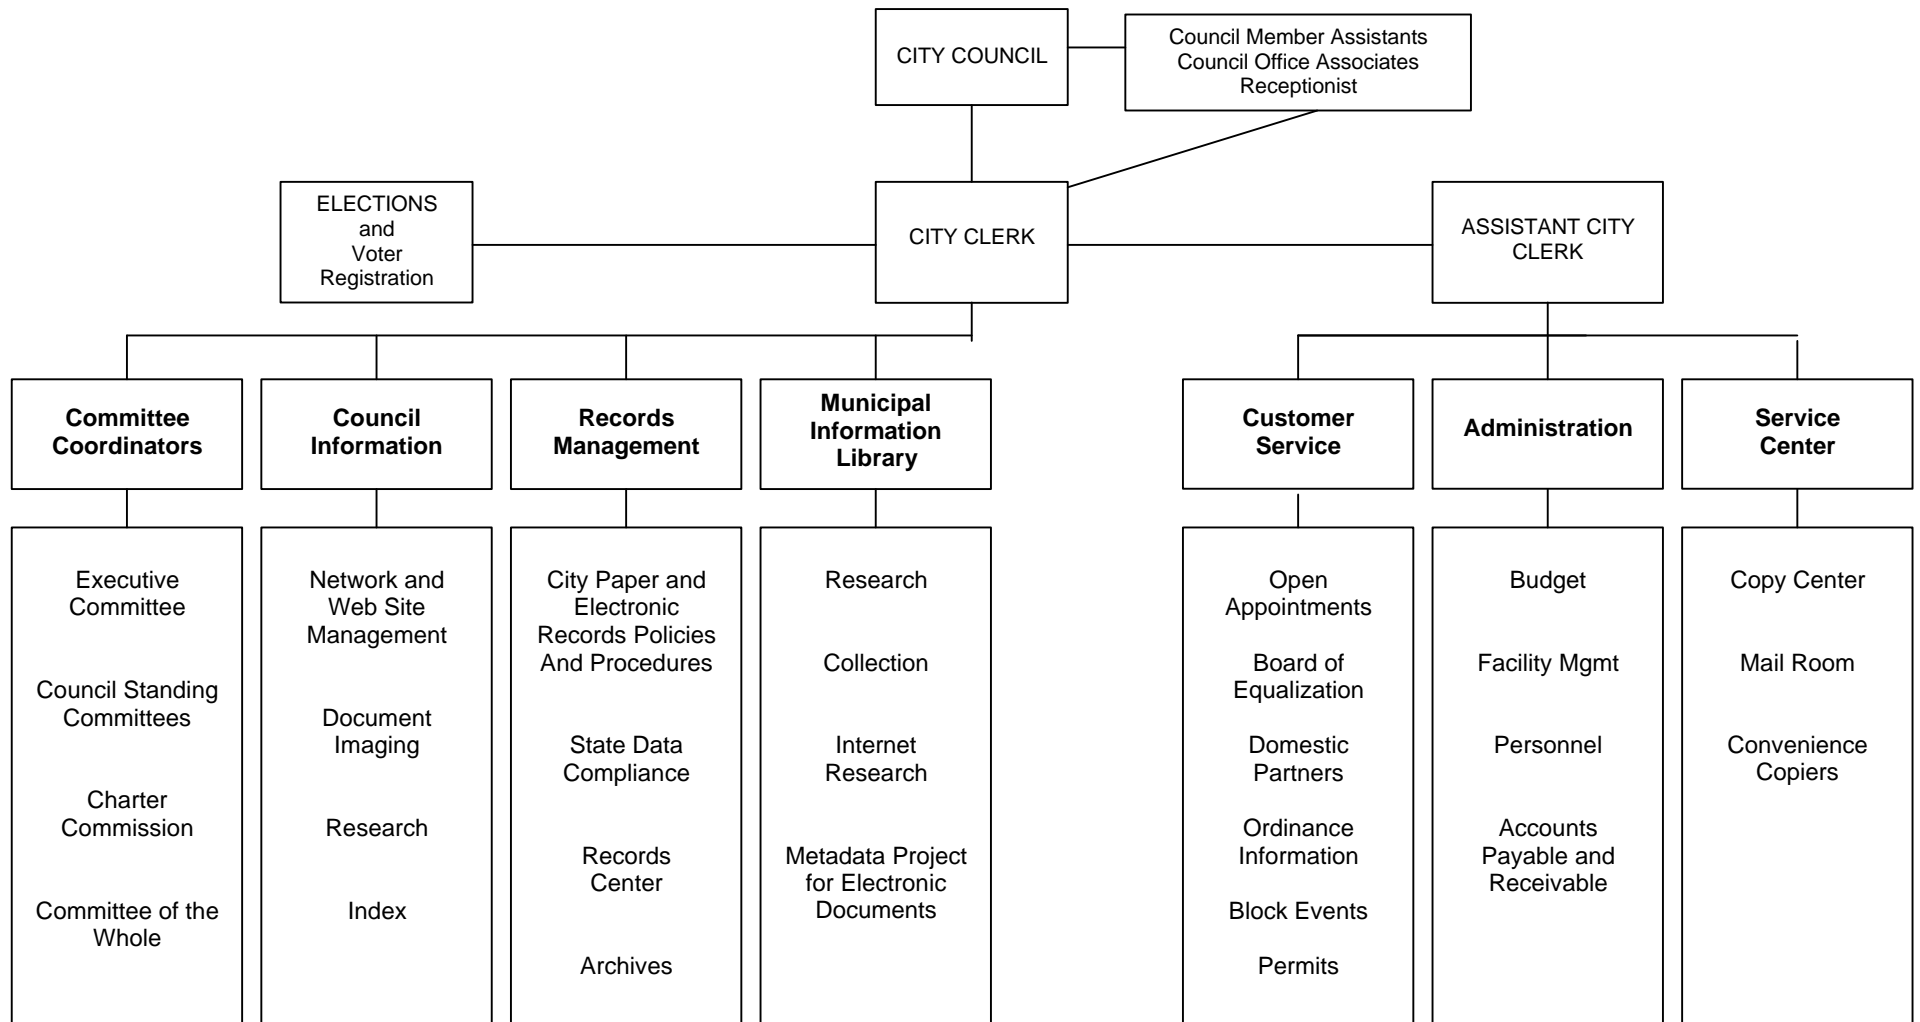 CITY COUNCIL
Council Member Assistants
Council Office Associates
Receptionist
ELECTIONS
and
Voter
Registration
CITY CLERK
ASSISTANT CITY
CLERK
Committee
Coordinators
Council
Information
Records
Management
Municipal
Information
Library
Customer
Service
Administration
Service
Center
Executive
Committee
Council Standing
Committees
Charter
Commission
Committee of the
Whole
Network and
Web Site
Management
Document
Imaging
Research
Index
City Paper and
Electronic
Records Policies
And Procedures
State Data
Compliance
Records
Center
Archives
Research
Collection
Internet
Research
Metadata Project
for Electronic
Documents
Open
Appointments
Board of
Equalization
Domestic
Partners
Ordinance
Information
Block Events
Permits
Budget
Facility Mgmt
Personnel
Accounts
Payable and
Receivable
Copy Center
Mail Room
Convenience
Copiers